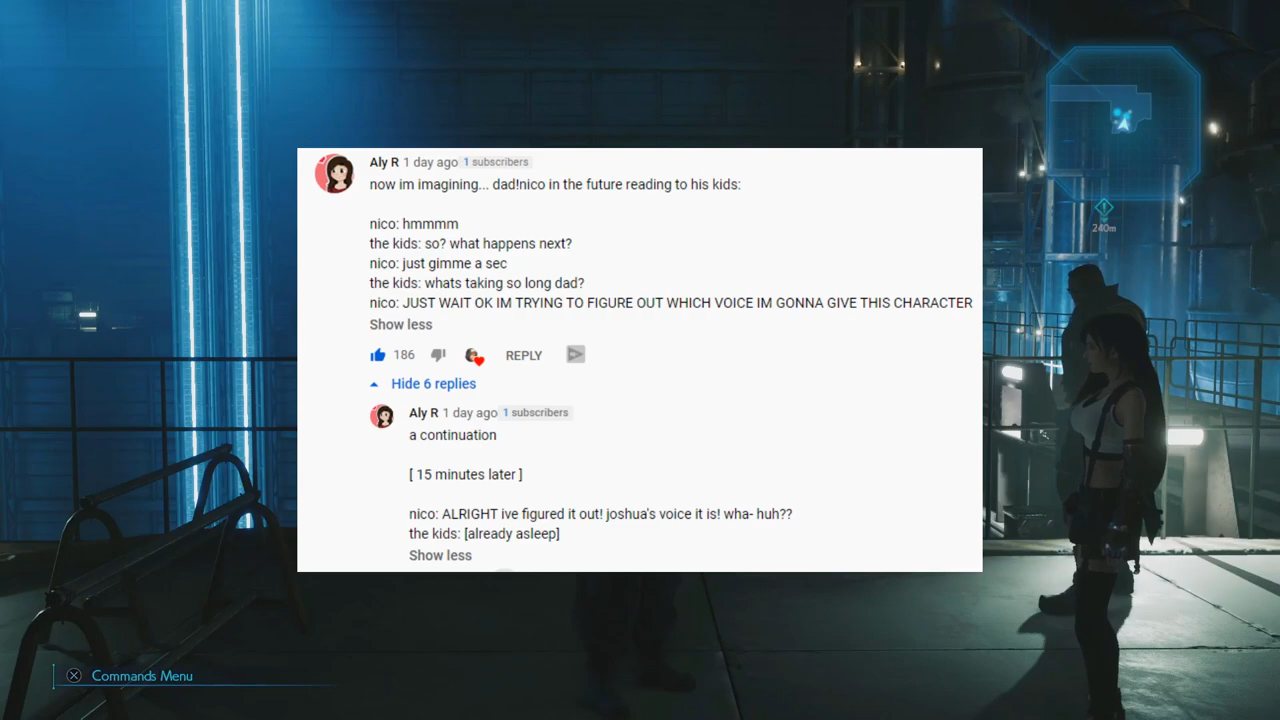 Aly R 1 day ago 1 subscribers
now im imagining... dad!nico in the future reading to his kids:
nico: hmmmm
the kids: so? what happens next?
nico: just gimme a sec
the kids: whats taking so long dad?
nico: JUST WAIT OK IM TRYING TO FIGURE OUT WHICH VOICE IM GONNA GIVE THIS CHARACTER
Show less
186 REPLY
Hide 6 replies
Aly R 1 day ago 1 subscribers
a continuation
[ 15 minutes later ]
nico: ALRIGHT ive figured it out! joshua's voice it is! wha- huh??
the kids: [already asleep]
Show less
240m
Commands Menu